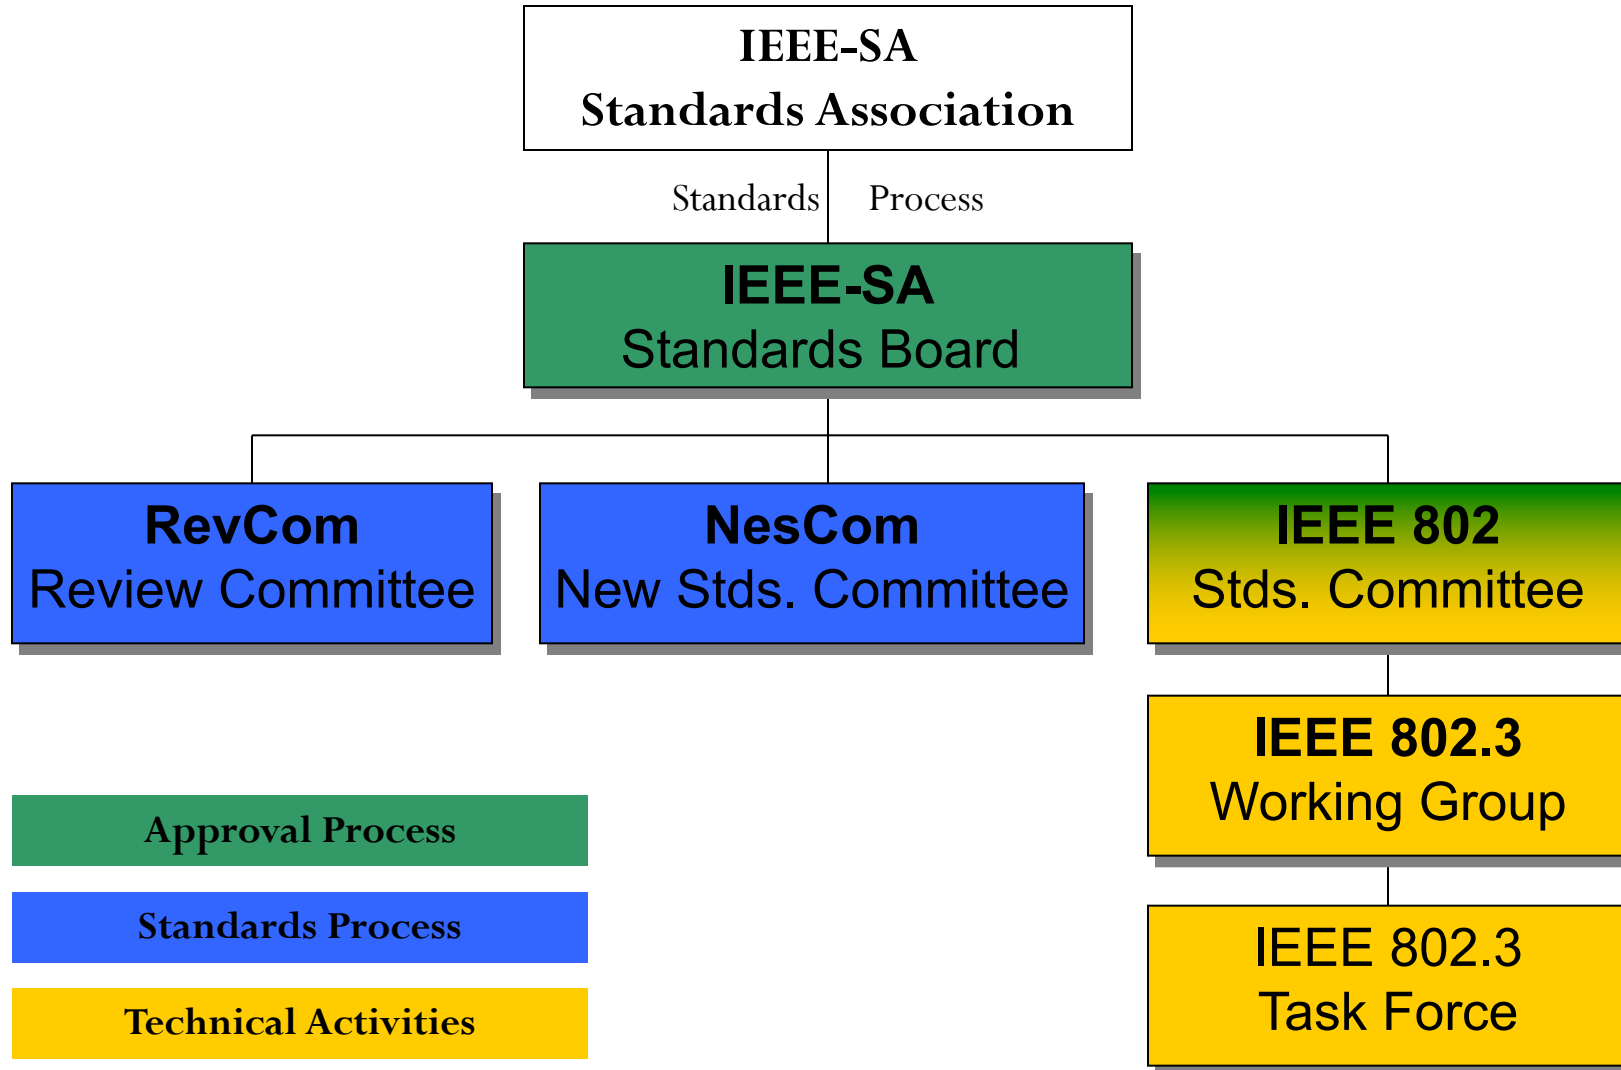 IEEE-SA
Standards Association
Standards Process
IEEE-SA
Standards Board
RevCom
Review Committee
NesCom
New Stds. Committee
IEEE 802
Stds. Committee
IEEE 802.3
Working Group
IEEE 802.3
Task Force
Approval Process
Standards Process
Technical Activities